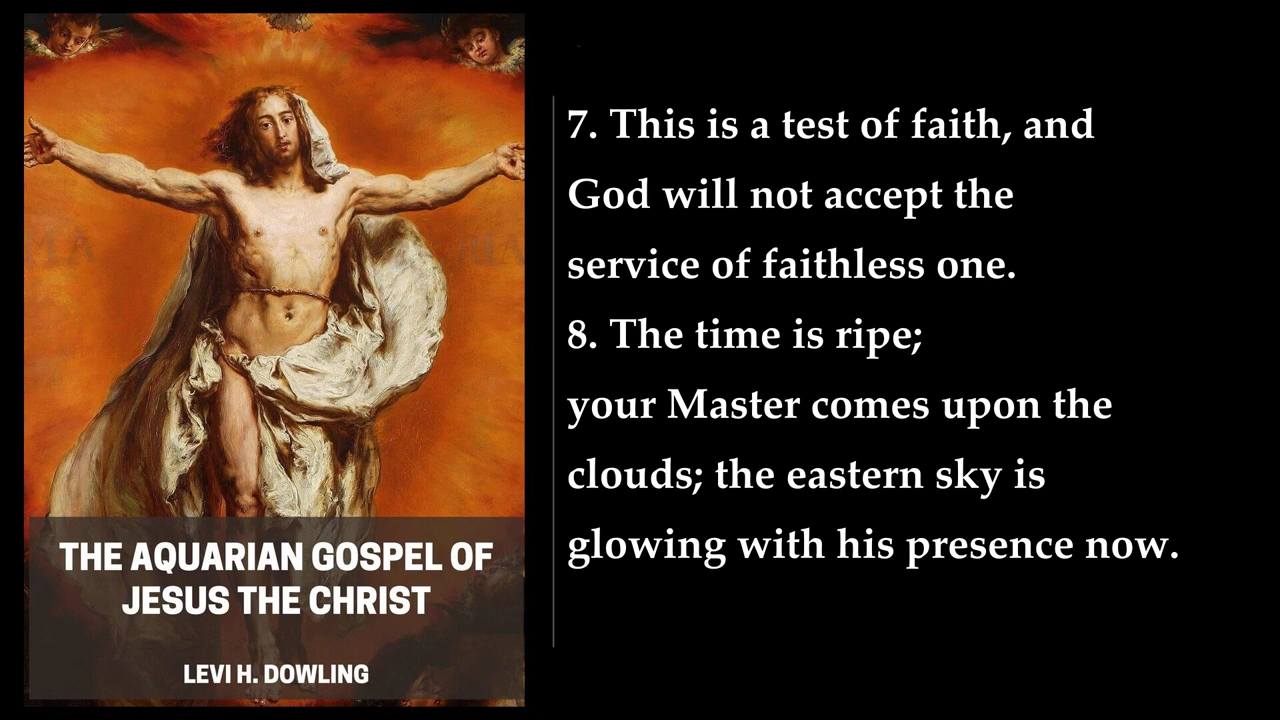 THE AQUARIAN GOSPEL OF
JESUS THE CHRIST
LEVI H. DOWLING
7. This is a test of faith, and
God will not accept the
service of faithless one.
8. The time is ripe;
your Master comes upon the
clouds; the eastern sky is
glowing with his presence now.